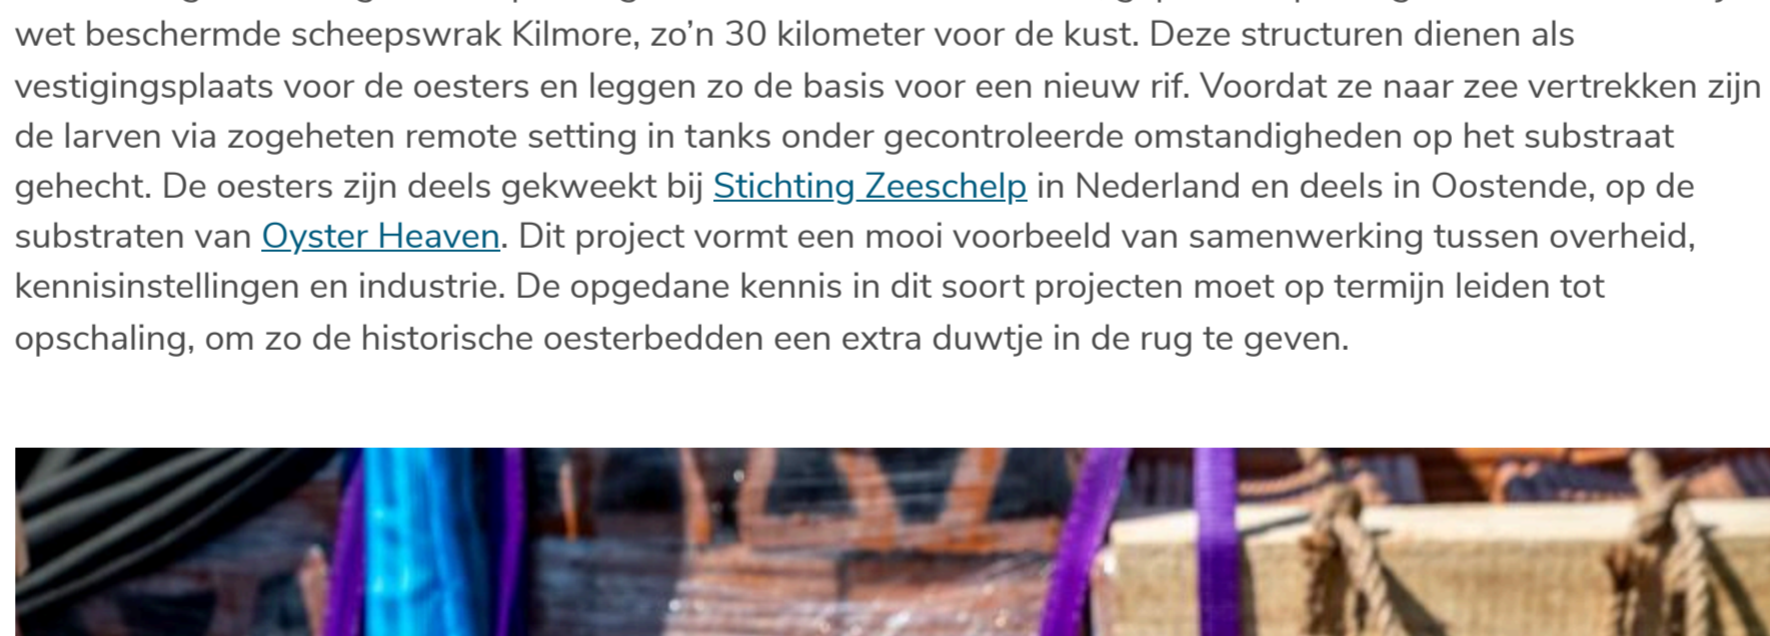 wet beschermde scheepswrak Kilmore, zo’n 30 kilometer voor de kust. Deze structuren dienen als
vestigingsplaats voor de oesters en leggen zo de basis voor een nieuw rif. Voordat ze naar zee vertrekken zijn
de larven via zogeheten remote setting in tanks onder gecontroleerde omstandigheden op het substraat
gehecht. De oesters zijn deels gekweekt bij Stichting Zeeschelp in Nederland en deels in Oostende, op de
substraten van Oyster Heaven. Dit project vormt een mooi voorbeeld van samenwerking tussen overheid,
kennisinstellingen en industrie. De opgedane kennis in dit soort projecten moet op termijn leiden tot
opschaling, om zo de historische oesterbedden een extra duwtje in de rug te geven.